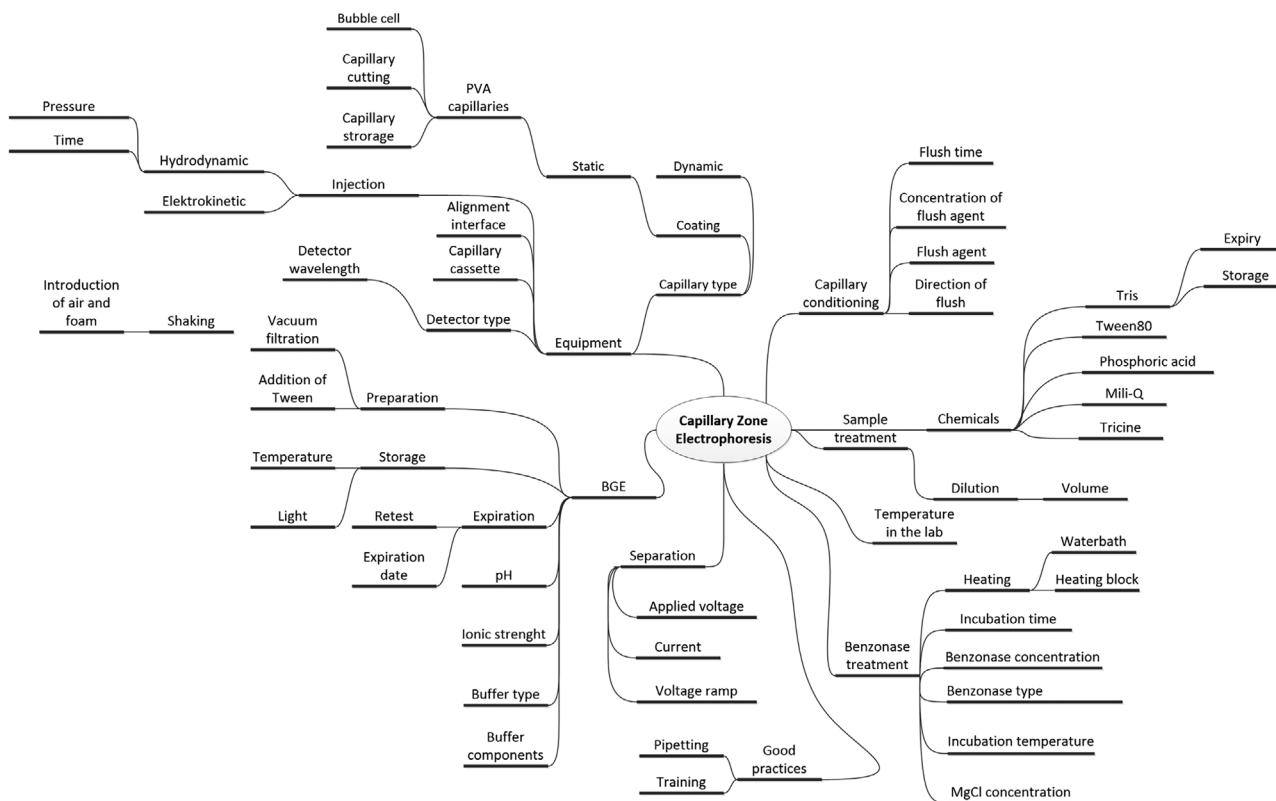 Bubble cell
Capillary
cutting
Capillary
strorage
PVA
capillaries
Pressure
Time
Hydrodynamic
Elektrokinetic
Injection
Static
Dynamic
Coating
Capillary type
Alignment
interface
Capillary
cassette
Detector
wavelength
Detector type
Equipment
Introduction
of air and
foam
Shaking
Vacuum
filtration
Addition of
Tween
Preparation
Temperature
Light
Storage
Retest
Expiration
date
Expiration
pH
Ionic strenght
Buffer type
Buffer
components
BGE
Capillary Zone
Electrophoresis
Separation
Applied voltage
Current
Voltage ramp
Pipetting
Training
Good
practices
Flush time
Concentration of
flush agent
Flush agent
Direction of
flush
Capillary
conditioning
Expiry
Storage
Tris
Tween80
Phosphoric acid
Mili-Q
Tricine
Chemicals
Sample
treatment
Dilution
Volume
Temperature
in the lab
Waterbath
Heating block
Heating
Incubation time
Benzonase concentration
Benzonase type
Incubation temperature
MgCl concentration
Benzonase
treatment